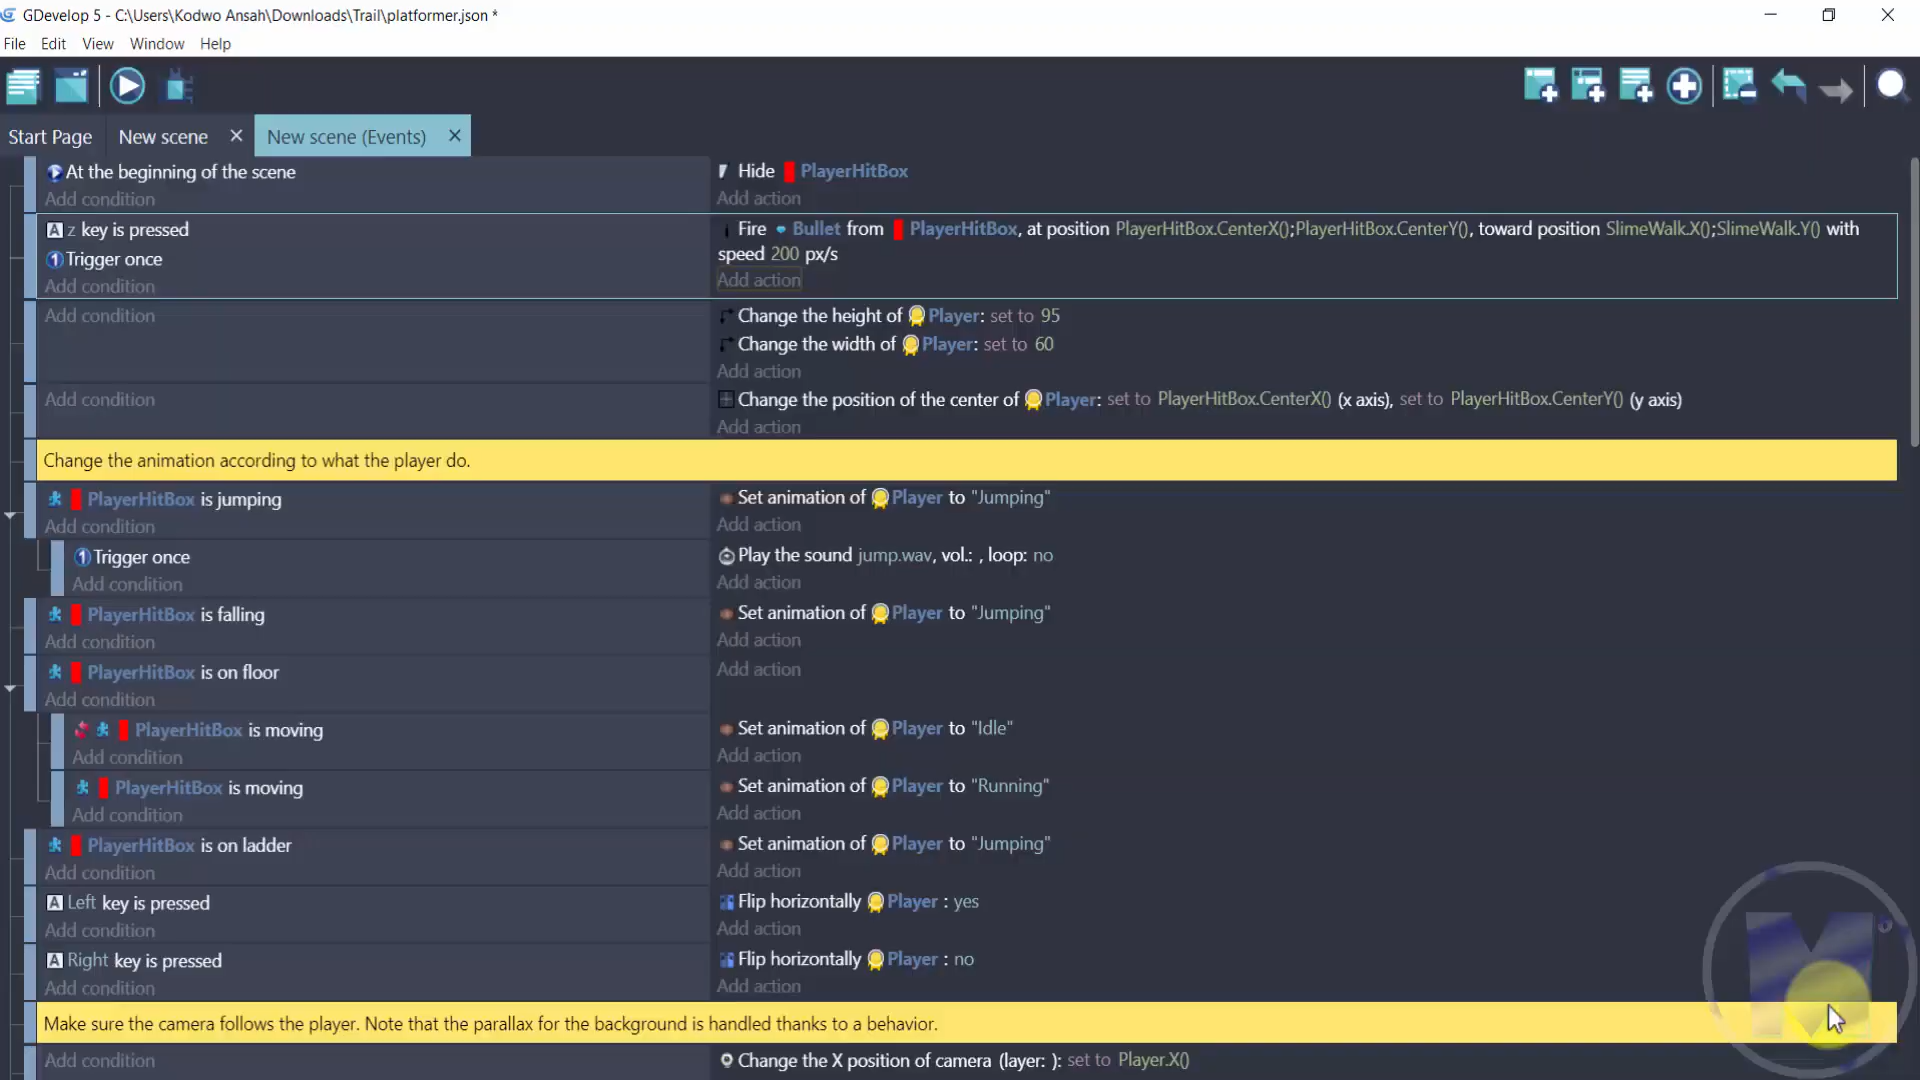 GDevelop 5 - C:\Users\Kodwo Ansah\Downloads\Trail\platformer.json *
File Edit View Window Help
Start Page New scene New scene (Events)
At the beginning of the scene Hide PlayerHitBox
Add condition Add action
z key is pressed Fire Bullet from PlayerHitBox, at position PlayerHitBox.CenterX();PlayerHitBox.CenterY(), toward position SlimeWalk.X();SlimeWalk.Y() with
Trigger once speed 200 px/s
Add condition Add action
Add condition Change the height of Player: set to 95
Change the width of Player: set to 60
Add action
Add condition Change the position of the center of Player: set to PlayerHitBox.CenterX() (x axis), set to PlayerHitBox.CenterY() (y axis)
Add action
Change the animation according to what the player do.
PlayerHitBox is jumping Set animation of Player to "Jumping"
Add condition Add action
Trigger once Play the sound jump.wav, vol.: , loop: no
Add condition Add action
PlayerHitBox is falling Set animation of Player to "Jumping"
Add condition Add action
PlayerHitBox is on floor Add action
Add condition
PlayerHitBox is moving Set animation of Player to "Idle"
Add condition Add action
PlayerHitBox is moving Set animation of Player to "Running"
Add condition Add action
PlayerHitBox is on ladder Set animation of Player to "Jumping"
Add condition Add action
Left key is pressed Flip horizontally Player : yes
Add condition Add action
Right key is pressed Flip horizontally Player : no
Add condition Add action
Make sure the camera follows the player. Note that the parallax for the background is handled thanks to a behavior.
Add condition Change the X position of camera (layer: ): set to Player.X()